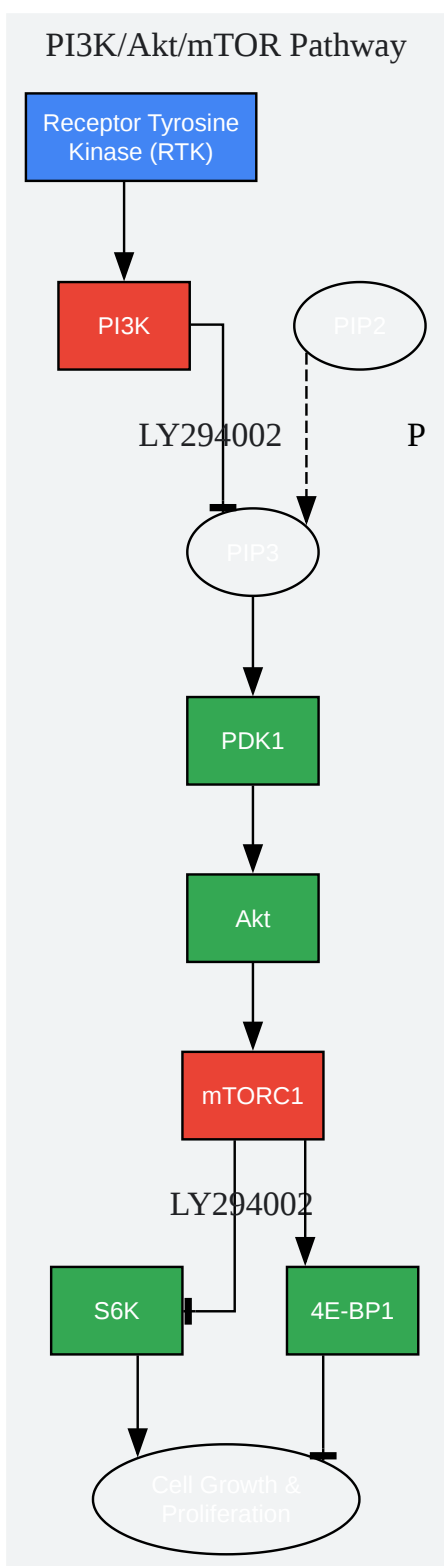 PI3K/Akt/mTOR Pathway
Receptor Tyrosine
Kinase (RTK)
PI3K
PIP2
LY294002
P
PIP3
PDK1
Akt
mTORC1
LY294002
S6K
4E-BP1
Cell Growth &
Proliferation